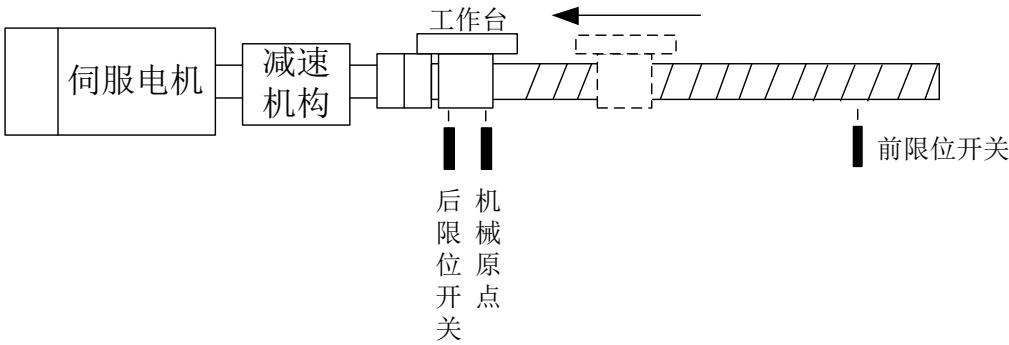 工作台
伺服电机
减速
机构
前限位开关
后限位开关
机械原点